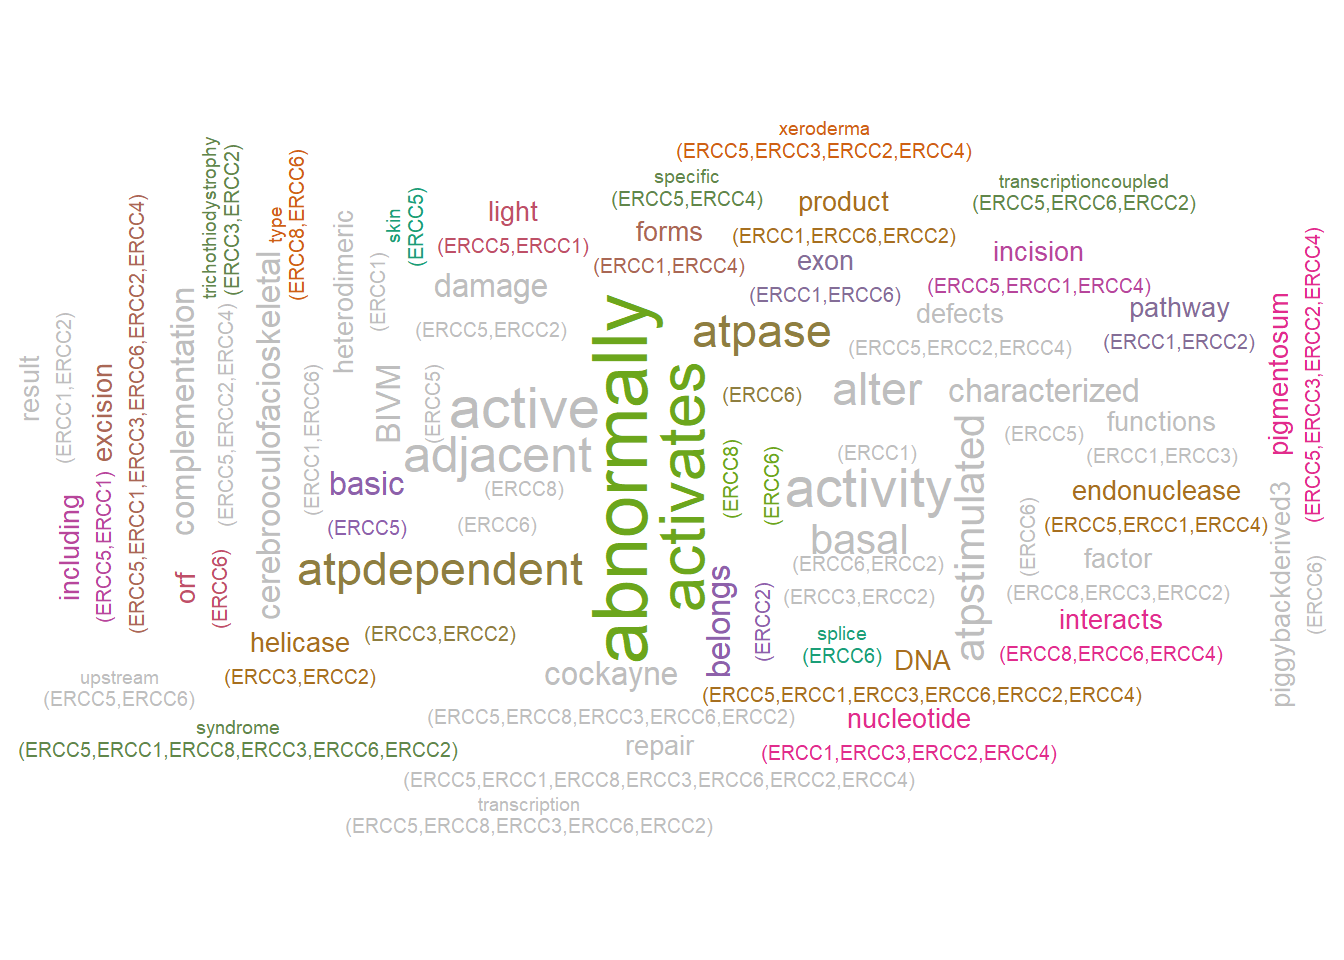 xeroderma
(ERCC5,ERCC3,ERCC2,ERCC4)
specific
(ERCC5,ERCC4)
transcriptioncoupled
(ERCC5,ERCC6,ERCC2)
product
(ERCC1,ERCC6,ERCC2)
light
(ERCC5,ERCC1)
forms
(ERCC1,ERCC4)
incision
(ERCC5,ERCC1,ERCC4)
exon
(ERCC1,ERCC6)
trichothiodystrophy
(ERCC3,ERCC2)
type
(ERCC8,ERCC6)
skin
(ERCC5)
heterodimeric
(ERCC1)
damage
(ERCC5,ERCC2)
defects
(ERCC5,ERCC2,ERCC4)
pathway
(ERCC1,ERCC2)
pigmentosum
(ERCC5,ERCC3,ERCC2,ERCC4)
result
(ERCC1,ERCC2)
excision
(ERCC5,ERCC1,ERCC3,ERCC6,ERCC2,ERCC4)
complementation
(ERCC5,ERCC2,ERCC4)
cerebrooculofacioskeletal
(ERCC1,ERCC6)
BIVM
(ERCC5)
active
(ERCC8)
adjacent
(ERCC6)
abnormally
(ERCC8)
activates
(ERCC6)
atpase
(ERCC6)
alter
(ERCC1)
characterized
(ERCC5)
functions
(ERCC1,ERCC3)
basic
(ERCC5)
activity
(ERCC6,ERCC2)
basal
(ERCC3,ERCC2)
atpstimulated
(ERCC6)
endonuclease
(ERCC5,ERCC1,ERCC4)
factor
(ERCC8,ERCC3,ERCC2)
piggybackderived3
(ERCC6)
including
(ERCC5,ERCC1)
orf
(ERCC6)
atpdependent
(ERCC3,ERCC2)
belongs
(ERCC2)
interacts
(ERCC8,ERCC6,ERCC4)
helicase
(ERCC3,ERCC2)
splice
(ERCC6)
DNA
(ERCC5,ERCC1,ERCC3,ERCC6,ERCC2,ERCC4)
upstream
(ERCC5,ERCC6)
cockayne
(ERCC5,ERCC8,ERCC3,ERCC6,ERCC2)
nucleotide
(ERCC1,ERCC3,ERCC2,ERCC4)
syndrome
(ERCC5,ERCC1,ERCC8,ERCC3,ERCC6,ERCC2)
repair
(ERCC5,ERCC1,ERCC8,ERCC3,ERCC6,ERCC2,ERCC4)
transcription
(ERCC5,ERCC8,ERCC3,ERCC6,ERCC2)